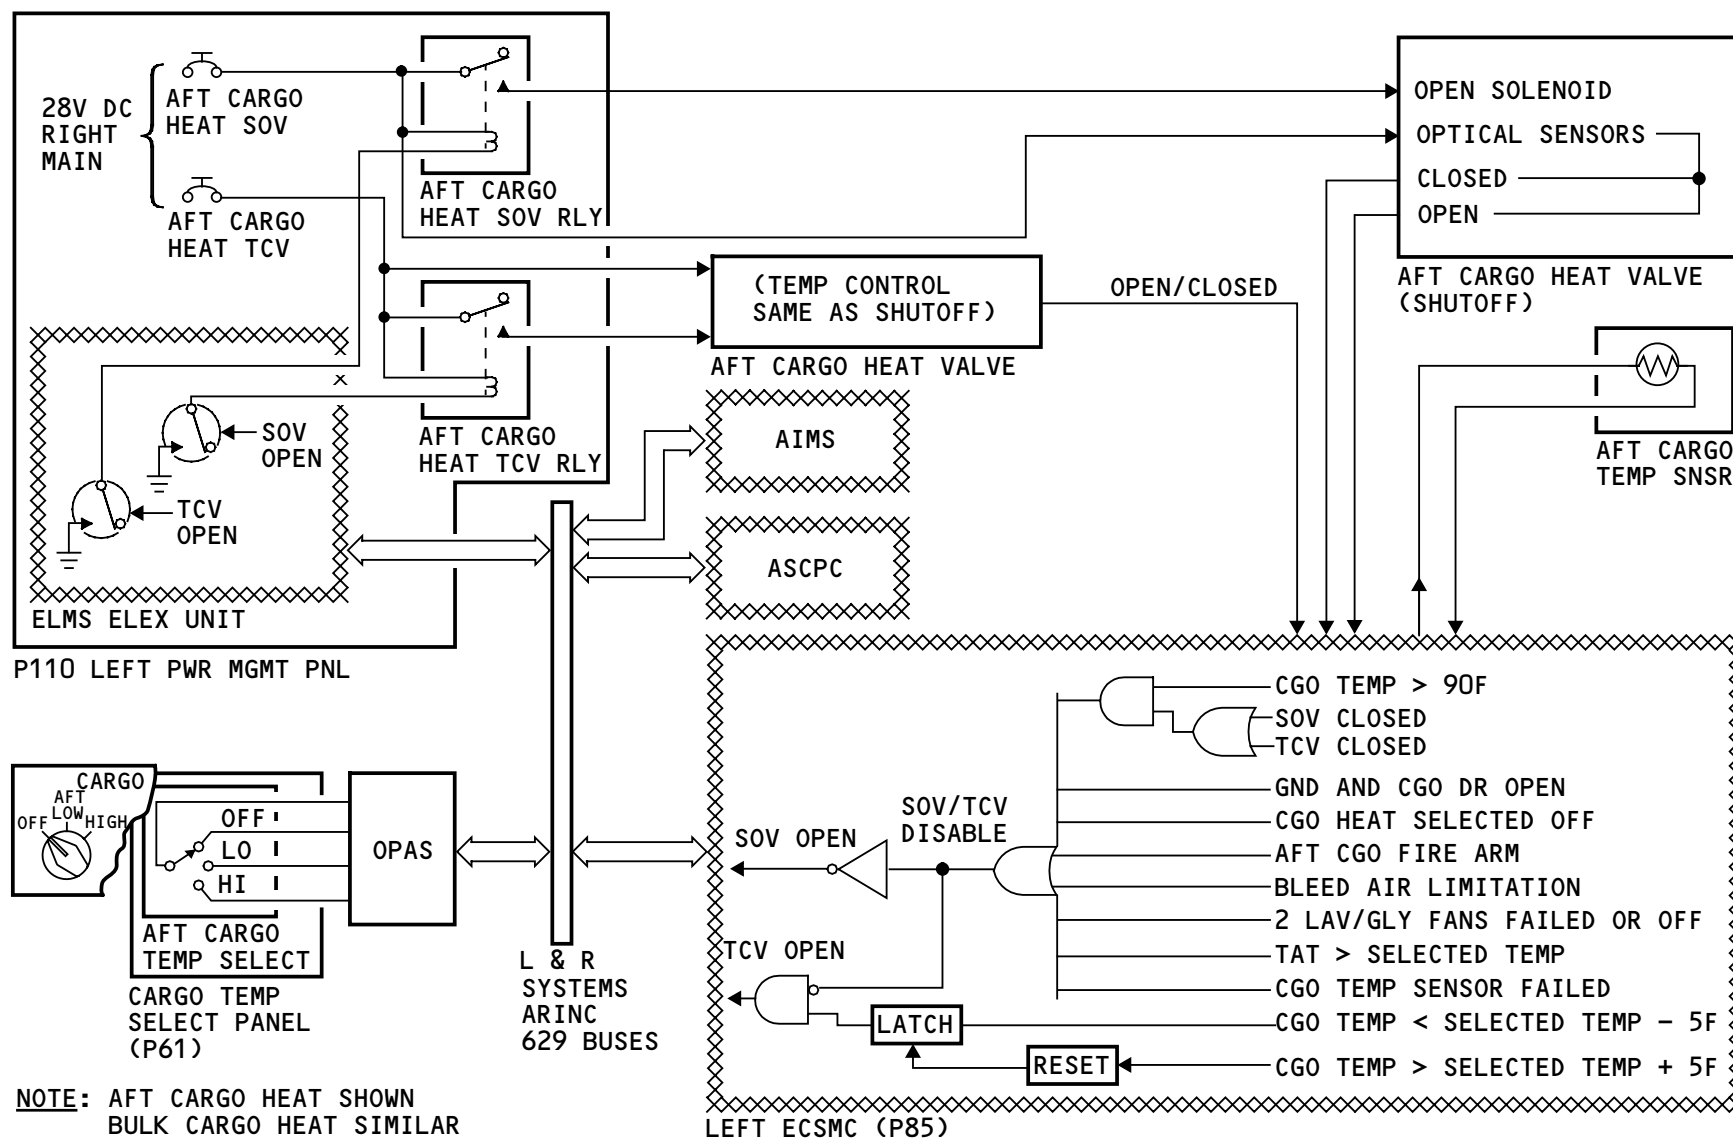 28V DC
RIGHT
MAIN
AFT CARGO
HEAT SOV
AFT CARGO
HEAT TCV
AFT CARGO
HEAT SOV RLY
AFT CARGO
HEAT TCV RLY
SOV
OPEN
TCV
OPEN
ELMS ELEX UNIT
P110 LEFT PWR MGMT PNL
OPEN SOLENOID
OPTICAL SENSORS
CLOSED
OPEN
AFT CARGO HEAT VALVE
(SHUTOFF)
(TEMP CONTROL
SAME AS SHUTOFF)
AFT CARGO HEAT VALVE
OPEN/CLOSED
AFT CARGO
TEMP SNSR
AIMS
ASCPC
CARGO
AFT
OFF
LOW
HIGH
OFF
LO
HI
AFT CARGO
TEMP SELECT
CARGO TEMP
SELECT PANEL
(P61)
OPAS
L & R
SYSTEMS
ARINC
629 BUSES
CGO TEMP > 90F
SOV CLOSED
TCV CLOSED
GND AND CGO DR OPEN
CGO HEAT SELECTED OFF
AFT CGO FIRE ARM
BLEED AIR LIMITATION
2 LAV/GLY FANS FAILED OR OFF
TAT > SELECTED TEMP
CGO TEMP SENSOR FAILED
CGO TEMP < SELECTED TEMP - 5F
CGO TEMP > SELECTED TEMP + 5F
SOV/TCV
DISABLE
SOV OPEN
TCV OPEN
LATCH
RESET
LEFT ECSMC (P85)
NOTE: AFT CARGO HEAT SHOWN
BULK CARGO HEAT SIMILAR